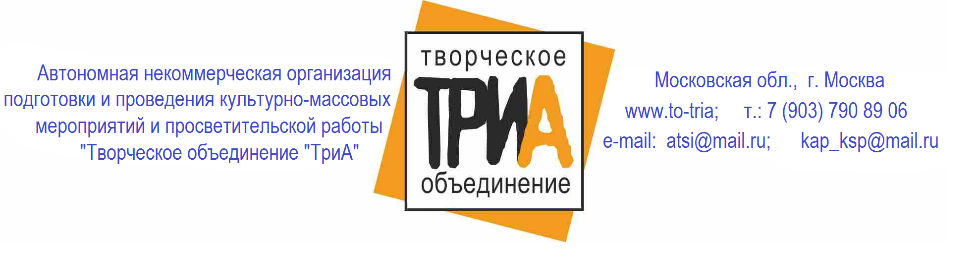 Автономная некоммерческая организация
подготовки и проведения культурно-массовых
мероприятий и просветительской работы
"Творческое объединение "ТриА"
творческое
ТРИА
объединение
Московская обл., г. Москва
www.to-tria; т.: 7 (903) 790 89 06
e-mail: atsi@mail.ru; kap_ksp@mail.ru